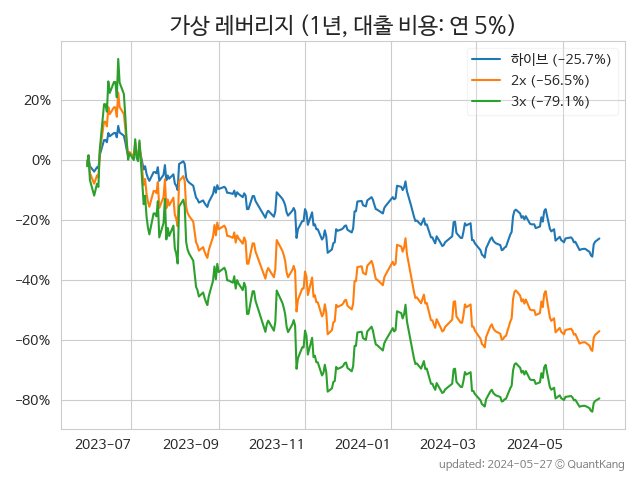 가상 레버리지 (1년, 대출 비용: 연 5%)
하이브 (−25.7%)
2x (−56.5%)
3x (−79.1%)
20%
0%
−20%
−40%
−60%
−80%
2023-07 2023-09 2023-11 2024-01 2024-03 2024-05
updated: 2024-05-27 © QuantKang